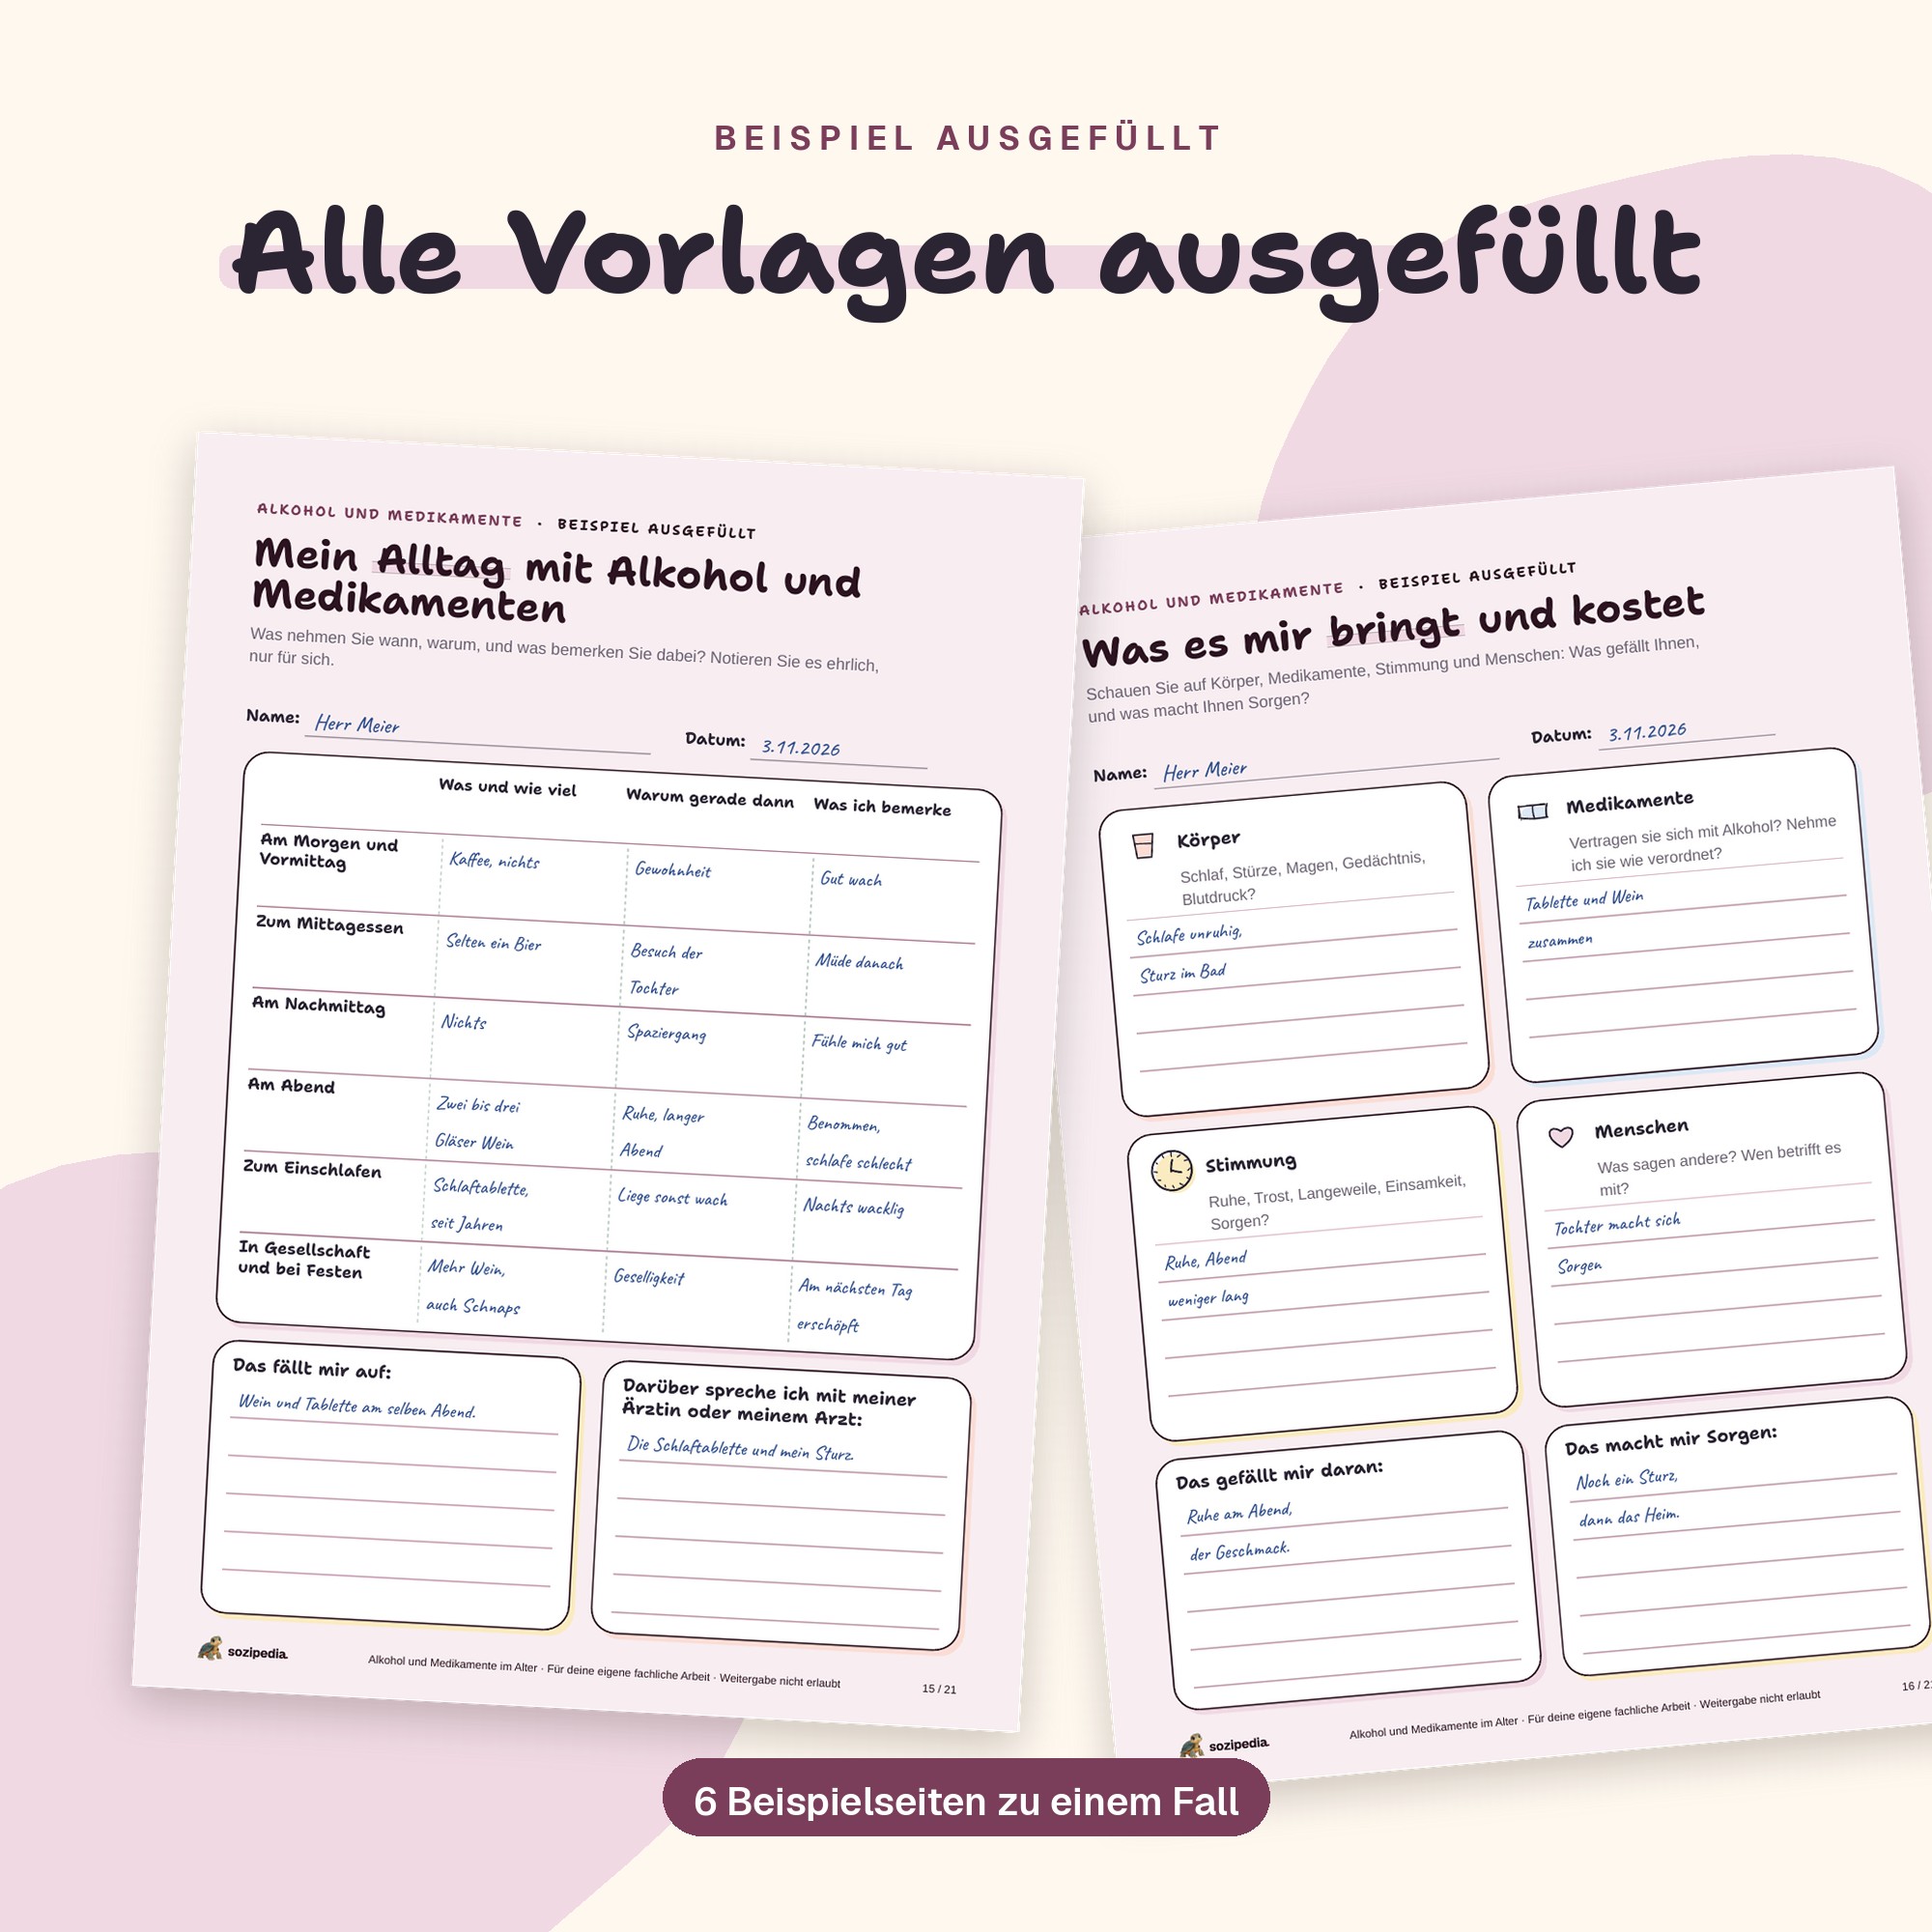 BEISPIEL AUSGEFÜLLT
Alle Vorlagen ausgefüllt
ALKOHOL UND MEDIKAMENTE · BEISPIEL AUSGEFÜLLT
Mein Alltag mit Alkohol und
Medikamenten
Was nehmen Sie wann, warum, und was bemerken Sie dabei? Notieren Sie es ehrlich,
nur für sich.
Name: Herr Meier Datum: 3.11.2026
Was und wie viel Warum gerade dann Was ich bemerke
Am Morgen und
Vormittag
Kaffee, nichts
Gewohnheit
Gut wach
Zum Mittagessen
Selten ein Bier
Besuch der
Tochter
Müde danach
Am Nachmittag
Nichts
Spaziergang
Fühle mich gut
Am Abend
Zwei bis drei
Gläser Wein
Ruhe, langer
Abend
Benommen,
schlafe schlecht
Zum Einschlafen
Schlaftablette,
seit Jahren
Liege sonst wach
Nachts wacklig
In Gesellschaft
und bei Festen
Mehr Wein,
auch Schnaps
Geselligkeit
Am nächsten Tag
erschöpft
Das fällt mir auf:
Wein und Tablette am selben Abend.
Darüber spreche ich mit meiner
Ärztin oder meinem Arzt:
Die Schlaftablette und mein Sturz.
sozipedia.
Alkohol und Medikamente im Alter · Für deine eigene fachliche Arbeit · Weitergabe nicht erlaubt
15 / 21
ALKOHOL UND MEDIKAMENTE · BEISPIEL AUSGEFÜLLT
Was es mir bringt und kostet
Schauen Sie auf Körper, Medikamente, Stimmung und Menschen: Was gefällt Ihnen,
und was macht Ihnen Sorgen?
Name: Herr Meier Datum: 3.11.2026
Körper
Schlaf, Stürze, Magen, Gedächtnis,
Blutdruck?
Schlafe unruhig,
Sturz im Bad
Medikamente
Vertragen sie sich mit Alkohol? Nehme
ich sie wie verordnet?
Tablette und Wein
zusammen
Stimmung
Ruhe, Trost, Langeweile, Einsamkeit,
Sorgen?
Ruhe, Abend
weniger lang
Menschen
Was sagen andere? Wen betrifft es
mit?
Tochter macht sich
Sorgen
Das gefällt mir daran:
Ruhe am Abend,
der Geschmack.
Das macht mir Sorgen:
Noch ein Sturz,
dann das Heim.
sozipedia.
Alkohol und Medikamente im Alter · Für deine eigene fachliche Arbeit · Weitergabe nicht erlaubt
16 /
6 Beispielseiten zu einem Fall